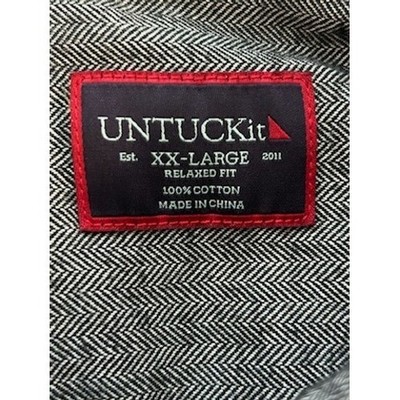 UNTUCKit
Est. XX-LARGE 2011
RELAXED FIT
100% COTTON
MADE IN CHINA